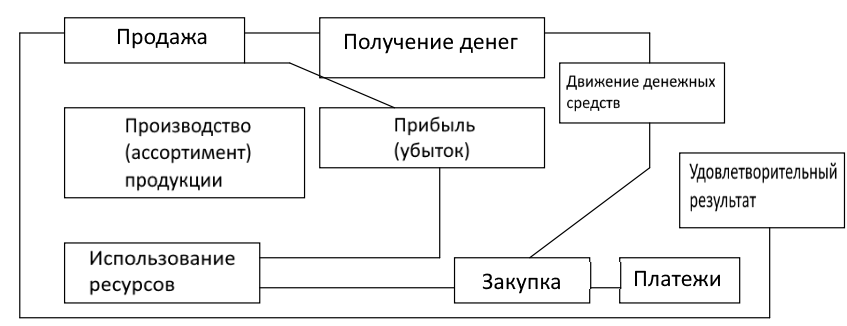 Продажа
Получение денег
Движение денежных
средств
Производство
(ассортимент)
продукции
Прибыль
(убыток)
Удовлетворительный
результат
Использование
ресурсов
Закупка
Платежи